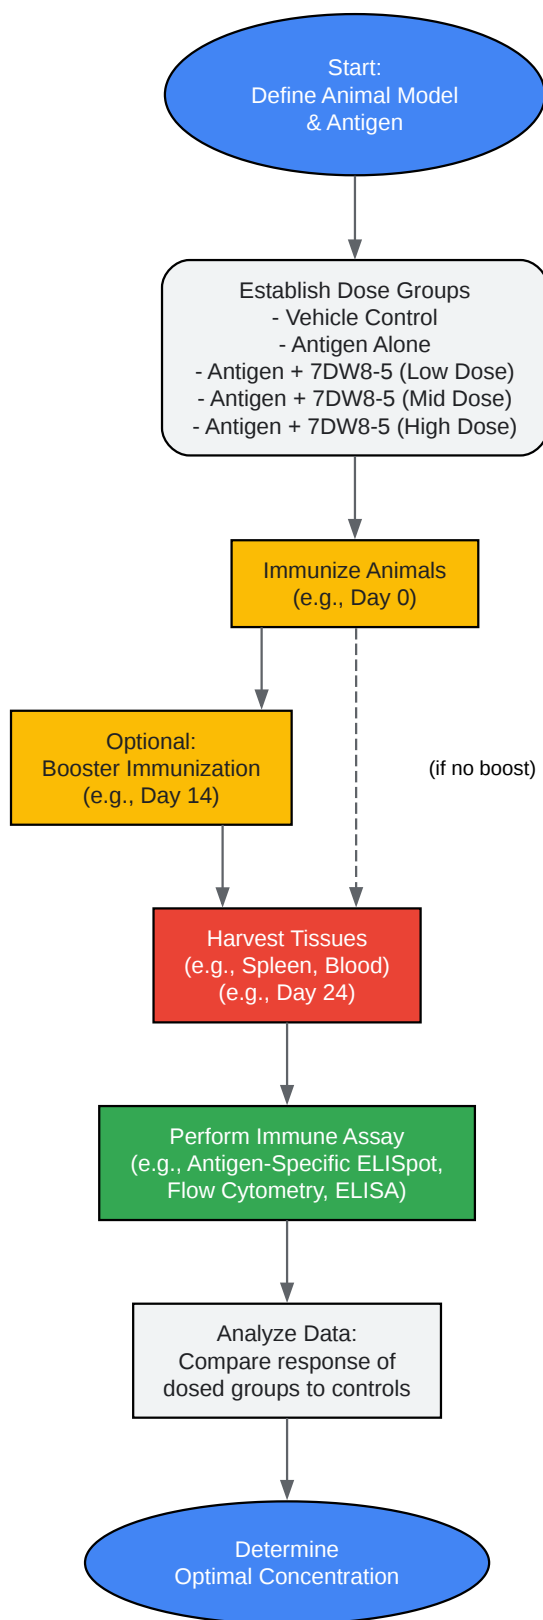 Start:
Define Animal Model
& Antigen
Establish Dose Groups
- Vehicle Control
- Antigen Alone
- Antigen + 7DW8-5 (Low Dose)
- Antigen + 7DW8-5 (Mid Dose)
- Antigen + 7DW8-5 (High Dose)
Immunize Animals
(e.g., Day 0)
Optional:
Booster Immunization
(e.g., Day 14)
(if no boost)
Harvest Tissues
(e.g., Spleen, Blood)
(e.g., Day 24)
Perform Immune Assay
(e.g., Antigen-Specific ELISpot,
Flow Cytometry, ELISA)
Analyze Data:
Compare response of
dosed groups to controls
Determine
Optimal Concentration